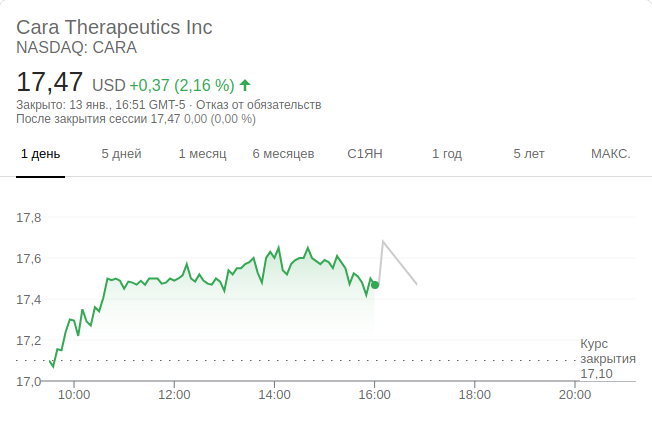 Cara Therapeutics Inc
NASDAQ: CARA
17,47 USD +0,37 (2,16 %)
Закрыто: 13 янв., 16:51 GMT-5 · Отказ от обязательств
После закрытия сессии 17,47 0,00 (0,00 %)
1 день 5 дней 1 месяц 6 месяцев С1ЯН 1 год 5 лет МАКС.
17,8
17,6
17,4
17,2
17,0
Курс
закрытия
17,10
10:00 12:00 14:00 16:00 18:00 20:00